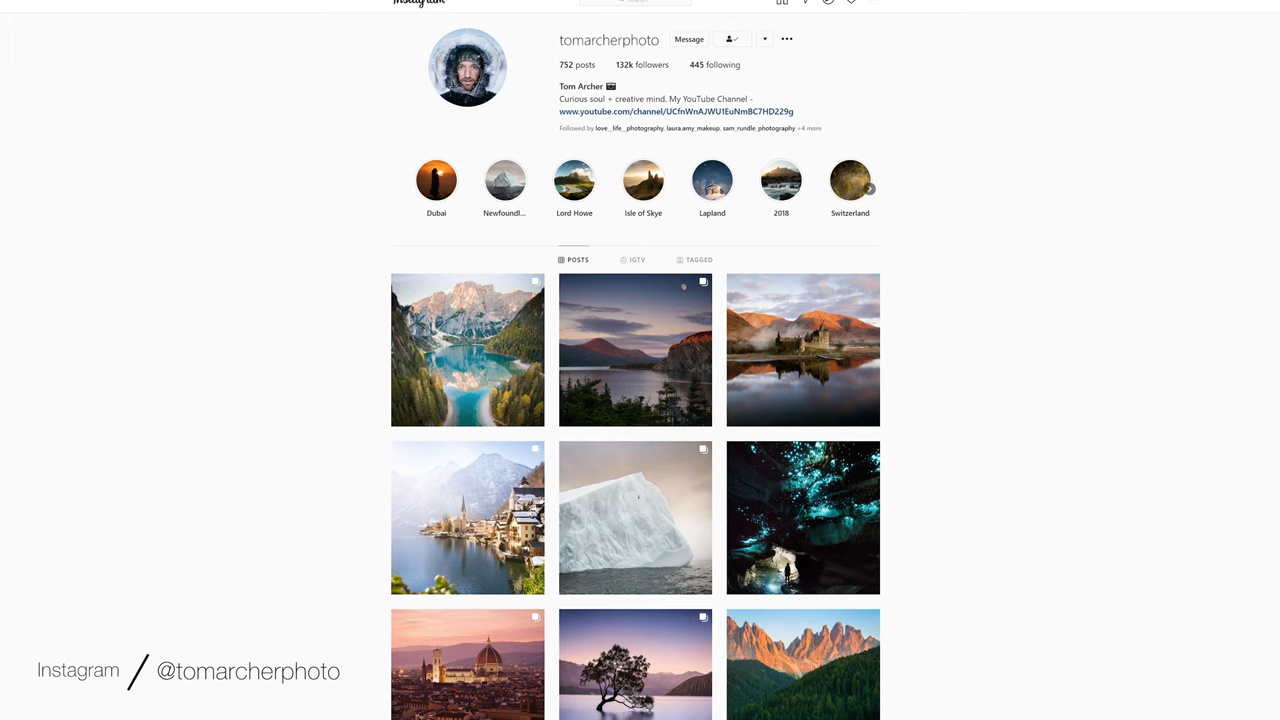 Instagram
tomarcherphoto Message
752 posts 132k followers 445 following
Tom Archer
Curious soul + creative mind. My YouTube Channel -
www.youtube.com/channel/UCfnWnAJWU1EuNmBC7HD229g
Followed by love__life__photography, laura.amy_makeup, sam_rundle_photography +4 more
Dubai Newfoundl... Lord Howe Isle of Skye Lapland 2018 Switzerland
POSTS IGTV TAGGED
Instagram / @tomarcherphoto